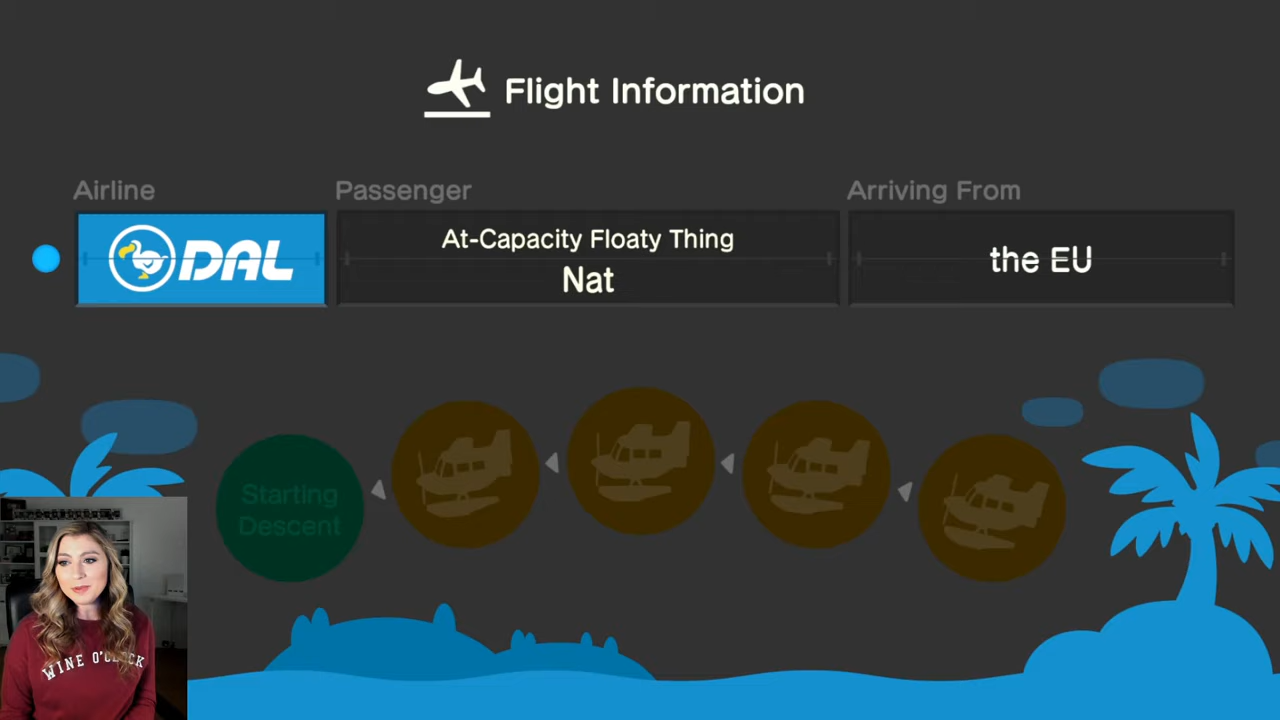 Flight Information
Airline
Passenger
Arriving From
DAL
At-Capacity Floaty Thing
Nat
the EU
Starting
Descent
WINE O'CLOCK